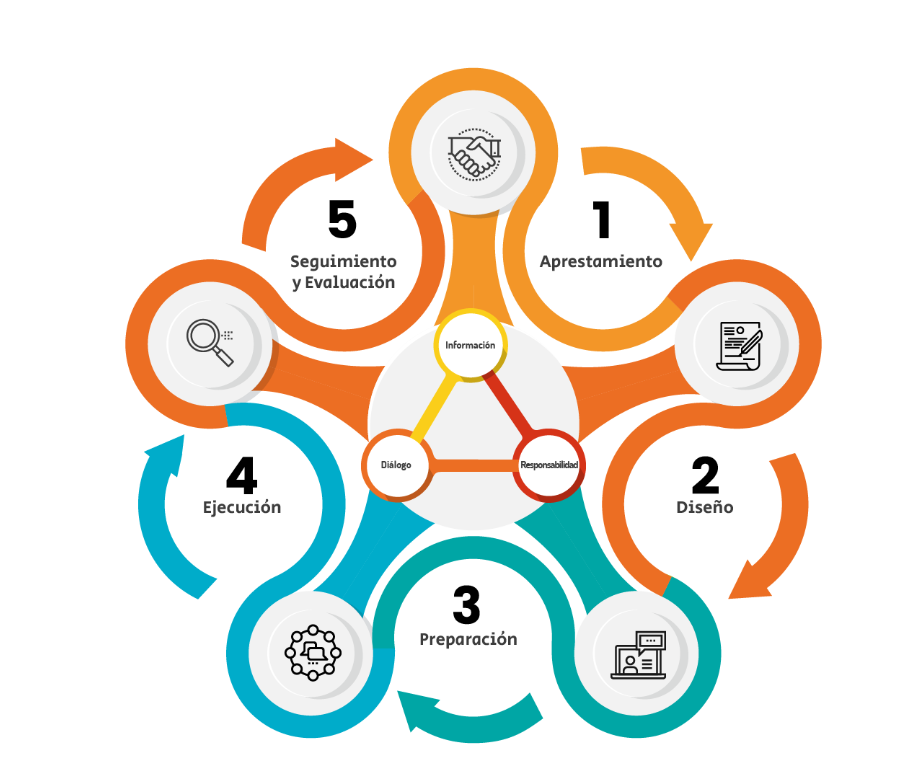 1
Aprestamiento
2
Diseño
3
Preparación
4
Ejecución
5
Seguimiento
y Evaluación
Información
Diálogo
Responsabilidad